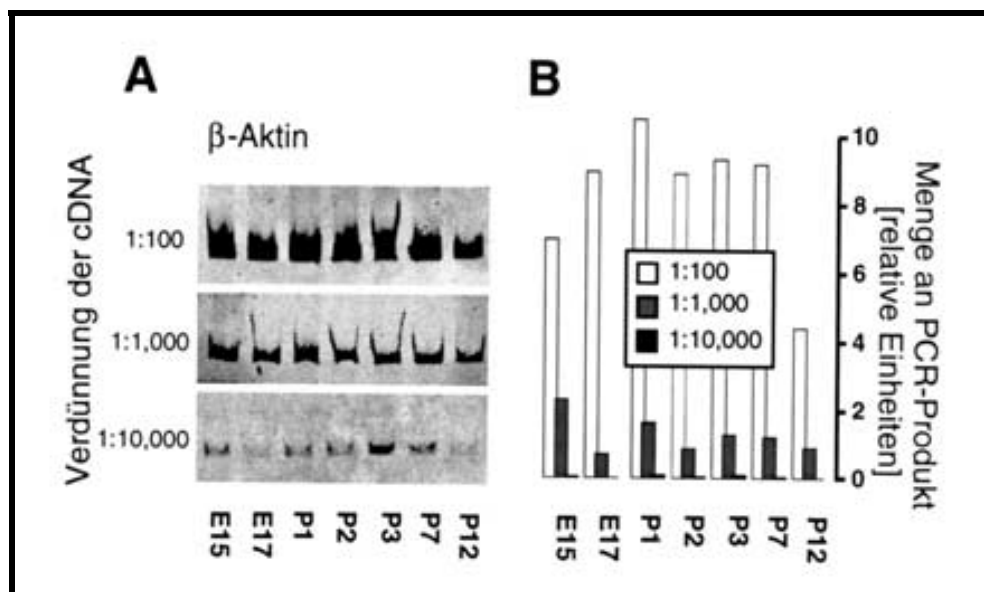 A
β-Aktin
Verdünnung der cDNA
1:100
1:1,000
1:10,000
E15 E17 P1 P2 P3 P7 P12
B
1:100
1:1,000
1:10,000
10
8
6
4
2
0
Menge an PCR-Produkt
[relative Einheiten]
E15 E17 P1 P2 P3 P7 P12